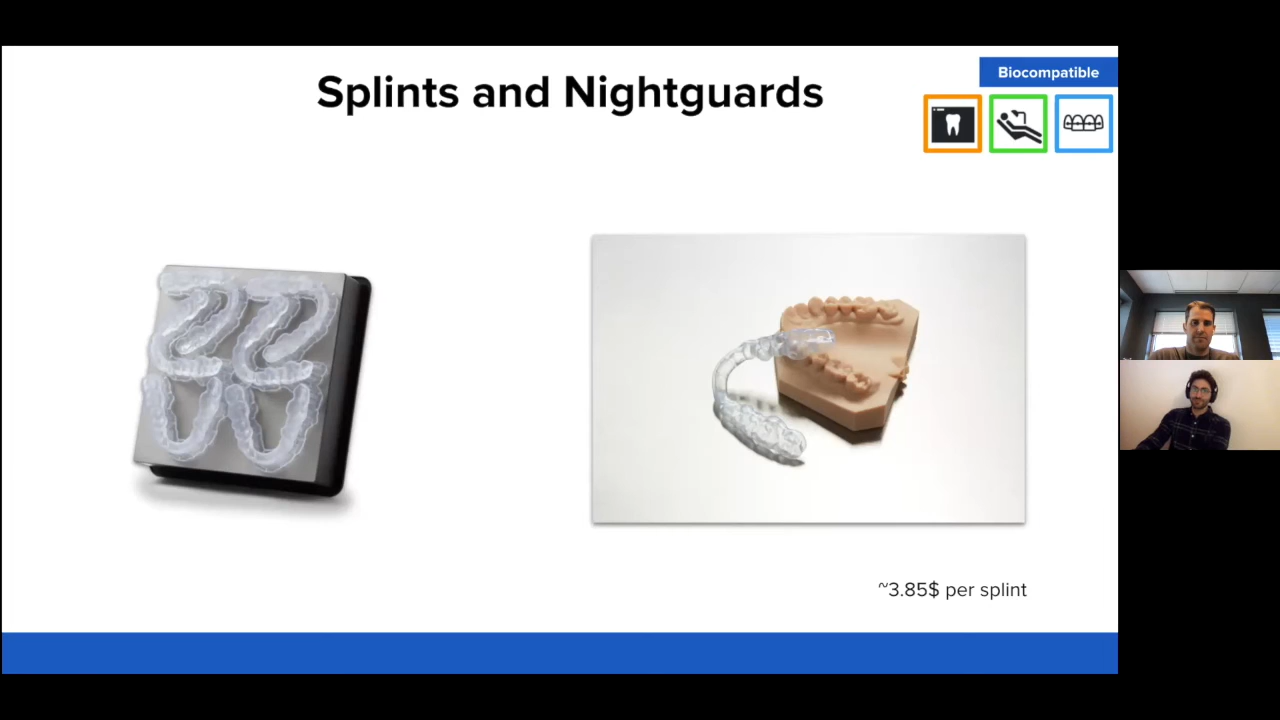 Splints and Nightguards
Biocompatible
~3.85$ per splint